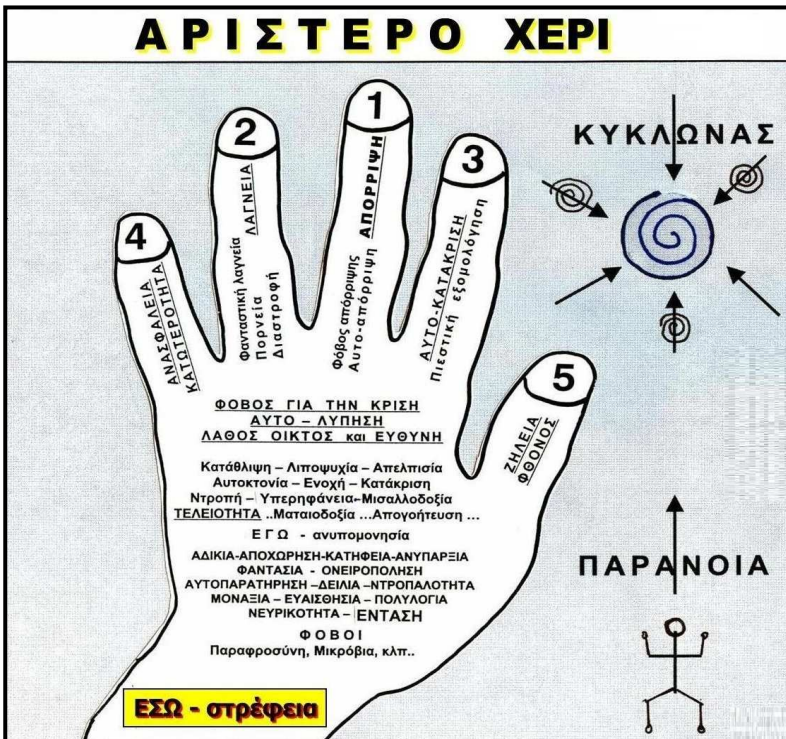 ΑΡΙΣΤΕΡΟ ΧΕΡΙ
4
ΑΝΑΣΦΑΛΕΙΑ
ΚΑΤΩΤΕΡΟΤΗΤΑ
2
Φανταστική λαγνεία
Πορνεία
Διαστροφή
ΛΑΓΝΕΙΑ
1
Φόβος απόρριψης
Αυτο-απόρριψη
ΑΠΟΡΡΙΨΗ
3
ΑΥΤΟ-ΚΑΤΑΚΡΙΣΗ
Πιεστική εξομολόγηση
5
ΖΗΛΕΙΑ
ΦΘΟΝΟΣ
ΦΟΒΟΣ ΓΙΑ ΤΗΝ ΚΡΙΣΗ
ΑΥΤΟ – ΛΥΠΗΣΗ
ΛΑΘΟΣ ΟΙΚΤΟΣ και ΕΥΘΥΝΗ
Κατάθλιψη – Λιποψυχία – Απελπισία
Αυτοκτονία – Ενοχή – Κατάκριση
Ντροπή – Υπερηφάνεια–Μισαλλοδοξία
ΤΕΛΕΙΟΤΗΤΑ ..Ματαιοδοξία ...Απογοήτευση ...
ΕΓΩ - ανυπομονησία
ΑΔΙΚΙΑ-ΑΠΟΧΩΡΗΣΗ-ΚΑΤΗΦΕΙΑ-ΑΝΥΠΑΡΞΙΑ
ΦΑΝΤΑΣΙΑ - ΟΝΕΙΡΟΠΟΛΗΣΗ
ΑΥΤΟΠΑΡΑΤΗΡΗΣΗ –ΔΕΙΛΙΑ –ΝΤΡΟΠΑΛΟΤΗΤΑ
ΜΟΝΑΞΙΑ – ΕΥΑΙΣΘΗΣΙΑ – ΠΟΛΥΛΟΓΙΑ
ΝΕΥΡΙΚΟΤΗΤΑ – ΕΝΤΑΣΗ
ΦΟΒΟΙ
Παραφροσύνη, Μικρόβια, κλπ..
ΕΣΩ - στρέφεια
ΚΥΚΛΩΝΑΣ
ΠΑΡΑΝΟΙΑ